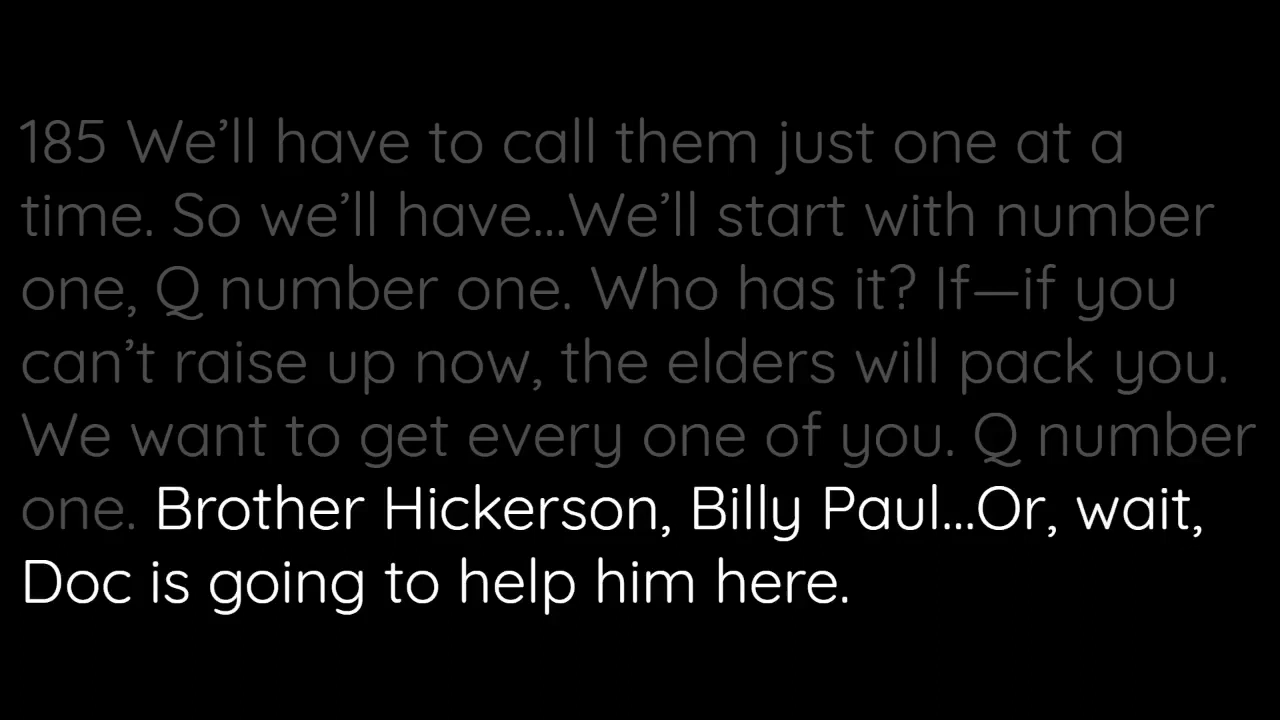 185 We’ll have to call them just one at a
time. So we’ll have...We’ll start with number
one, Q number one. Who has it? If—if you
can’t raise up now, the elders will pack you.
We want to get every one of you. Q number
one. Brother Hickerson, Billy Paul...Or, wait,
Doc is going to help him here.